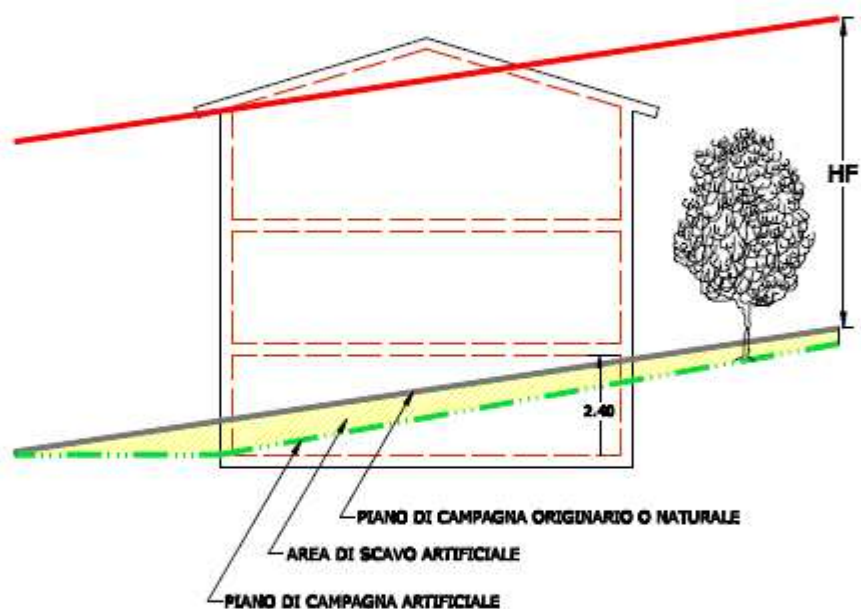 HF
2.40
PIANO DI CAMPAGNA ORIGINARIO O NATURALE
AREA DI SCAVO ARTIFICIALE
PIANO DI CAMPAGNA ARTIFICIALE